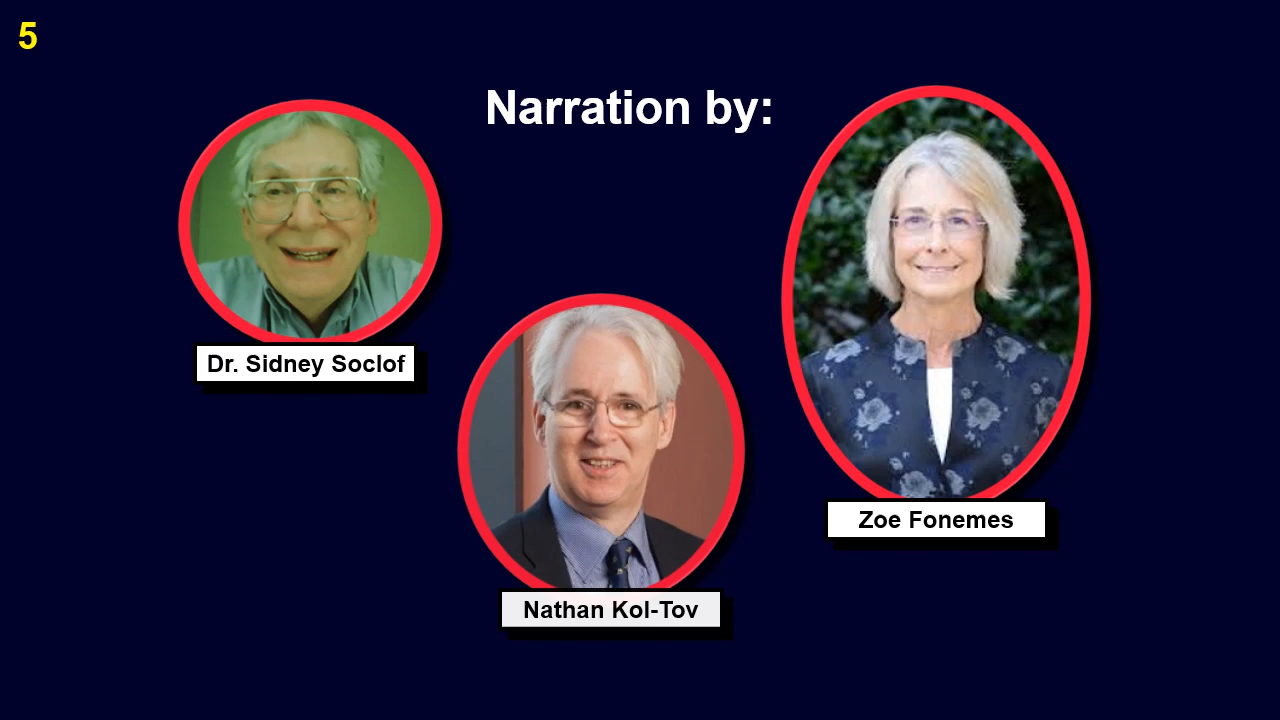 5
Narration by:
Dr. Sidney Soclof
Nathan Kol-Tov
Zoe Fonemes